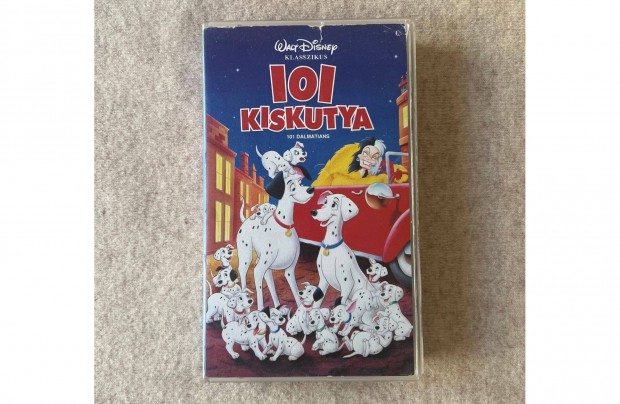 Walt Disney
KLASSZIKUS
101
KISKUTYA
101 DALMATIANS